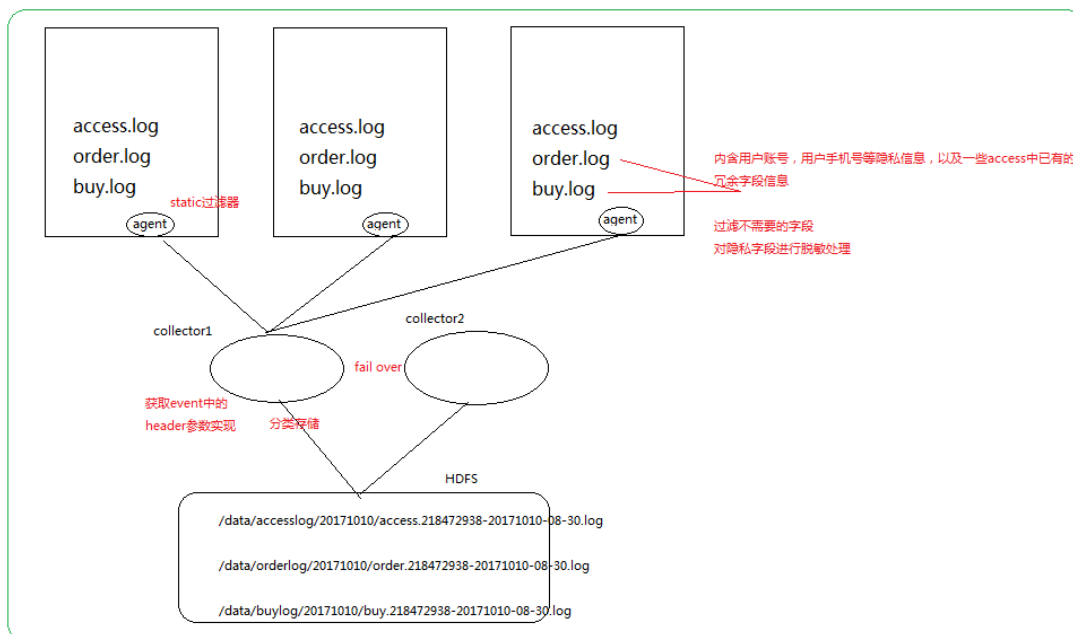 access.log
order.log
buy.log
static过滤器
agent
access.log
order.log
buy.log
agent
access.log
order.log
buy.log
agent
内含用户账号，用户手机号等隐私信息，以及一些access中已有的
冗余字段信息
过滤不需要的字段
对隐私字段进行脱敏处理
collector1
collector2
fail over
获取event中的
header参数实现
分类存储
HDFS
/data/accesslog/20171010/access.218472938-20171010-08-30.log
/data/orderlog/20171010/order.218472938-20171010-08-30.log
/data/buylog/20171010/buy.218472938-20171010-08-30.log